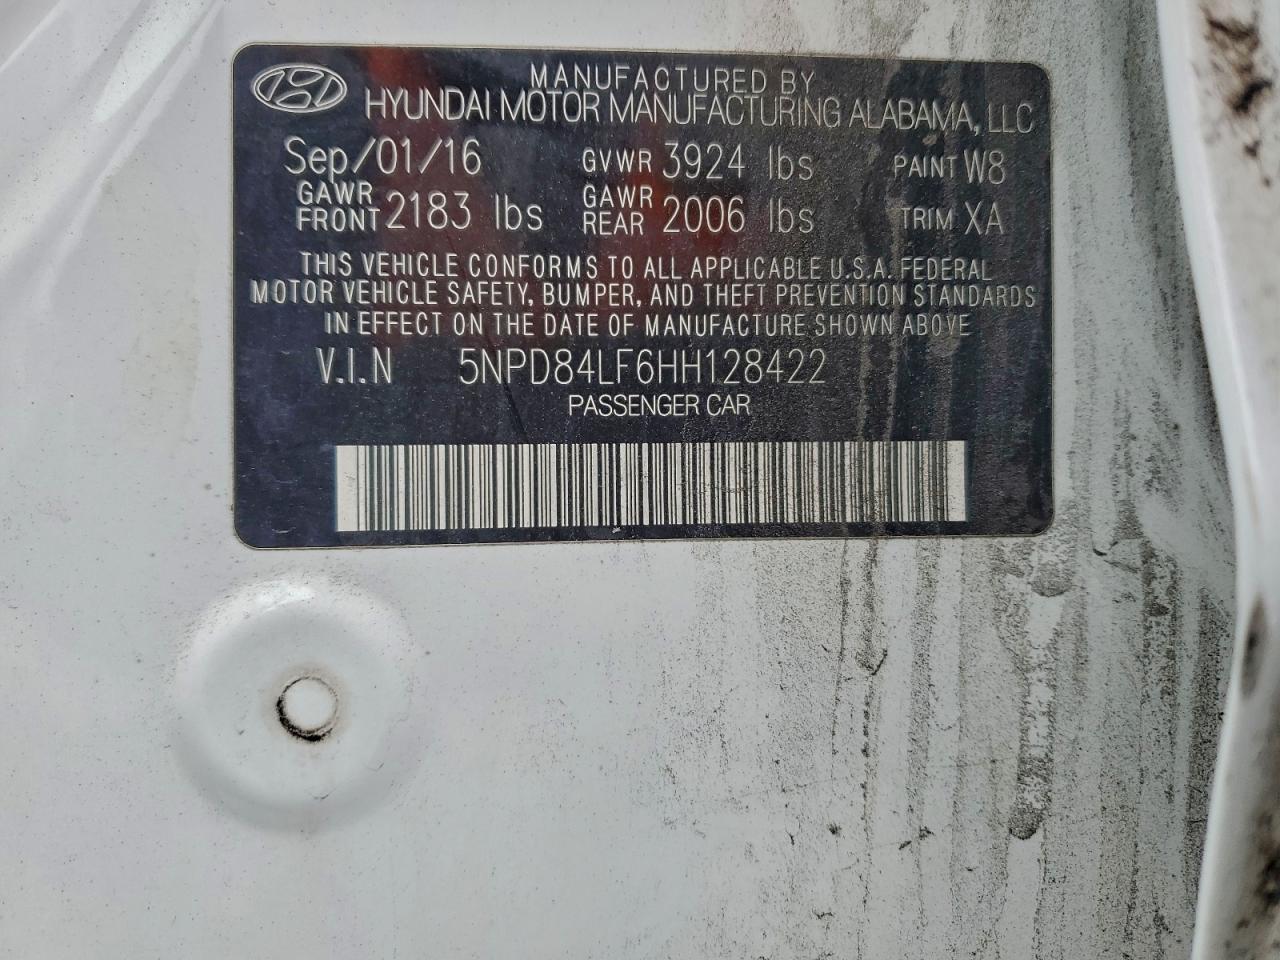 MANUFACTURED BY
HYUNDAI MOTOR MANUFACTURING ALABAMA, LLC
Sep/01/16 GVWR 3924 lbs PAINT W8
GAWR FRONT 2183 lbs GAWR REAR 2006 lbs TRIM XA
THIS VEHICLE CONFORMS TO ALL APPLICABLE U.S.A. FEDERAL
MOTOR VEHICLE SAFETY, BUMPER, AND THEFT PREVENTION STANDARDS
IN EFFECT ON THE DATE OF MANUFACTURE SHOWN ABOVE
V.I.N 5NPD84LF6HH128422
PASSENGER CAR